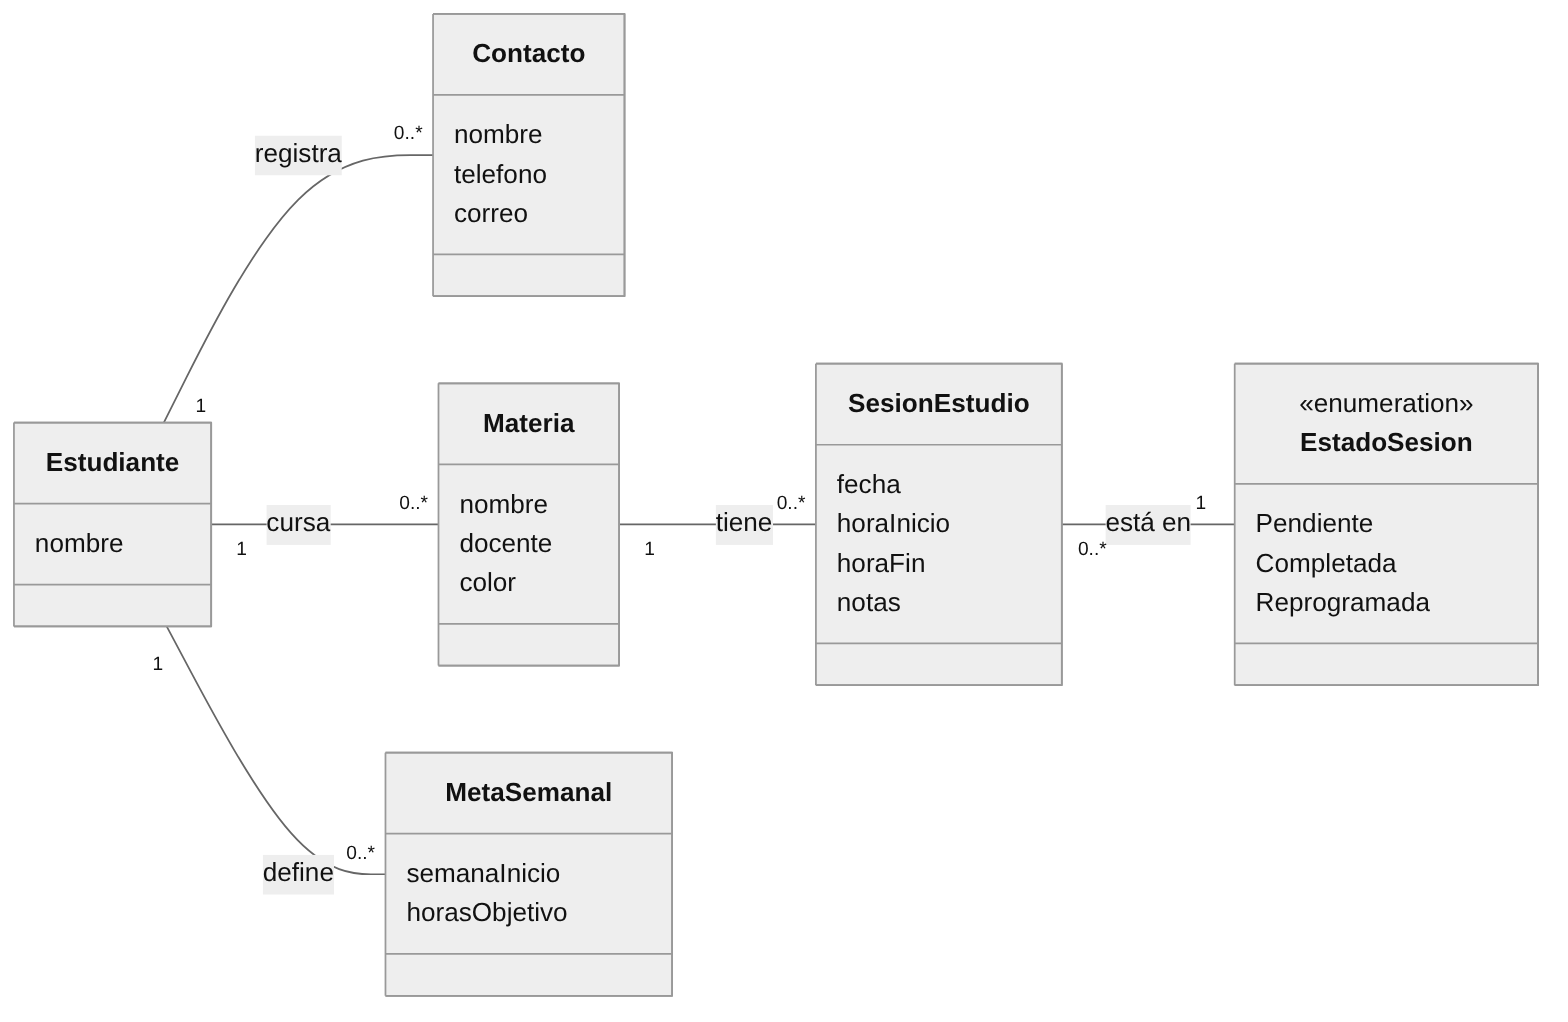 Contacto
nombre
telefono
correo
registra
0..*
1
Estudiante
nombre
cursa
1
0..*
Materia
nombre
docente
color
tiene
1
0..*
SesionEstudio
fecha
horaInicio
horaFin
notas
está en
0..*
1
«enumeration»
EstadoSesion
Pendiente
Completada
Reprogramada
1
define
0..*
MetaSemanal
semanaInicio
horasObjetivo